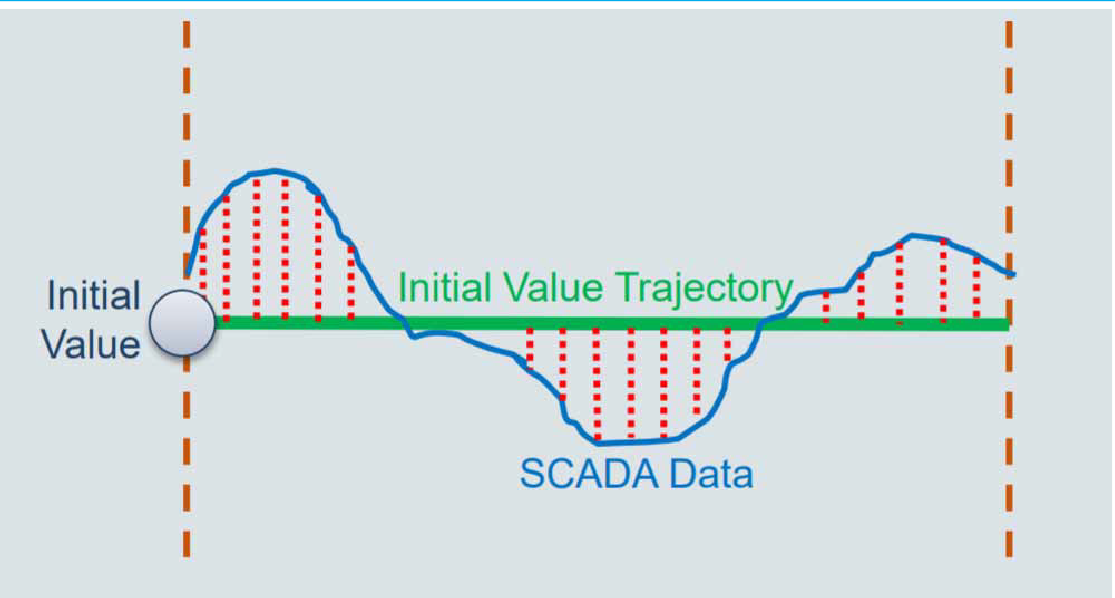 Initial Value Trajectory
Initial
Value
SCADA Data